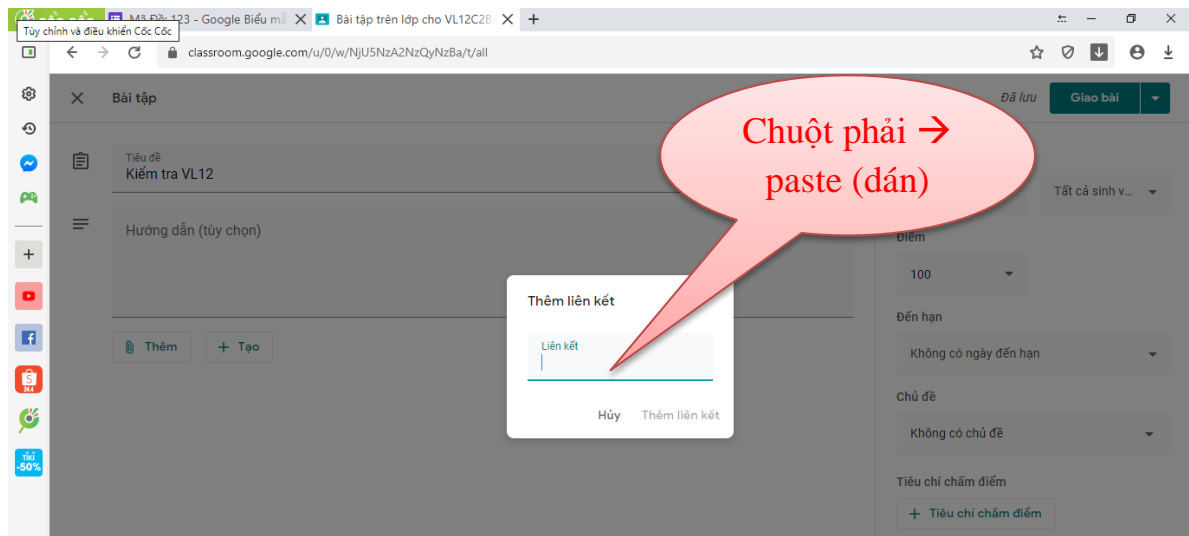 Mã Đề: 123 - Google Biểu mẫ
Bài tập trên lớp cho VL12C2B
Tùy chỉnh và điều khiển Cốc Cốc
classroom.google.com/u/0/w/NjU5NzA2NzQyNzBa/t/all
Bài tập
Đã lưu
Giao bài
Chuột phải →
paste (dán)
Tiêu đề
Kiểm tra VL12
Tất cả sinh v...
Hướng dẫn (tùy chọn)
Điểm
100
Thêm liên kết
Đến hạn
Liên kết
Thêm
+ Tạo
Không có ngày đến hạn
24.4
Chủ đề
Hủy
Thêm liên kết
Không có chủ đề
TIKI
-50%
Tiêu chí chấm điểm
+ Tiêu chí chấm điểm